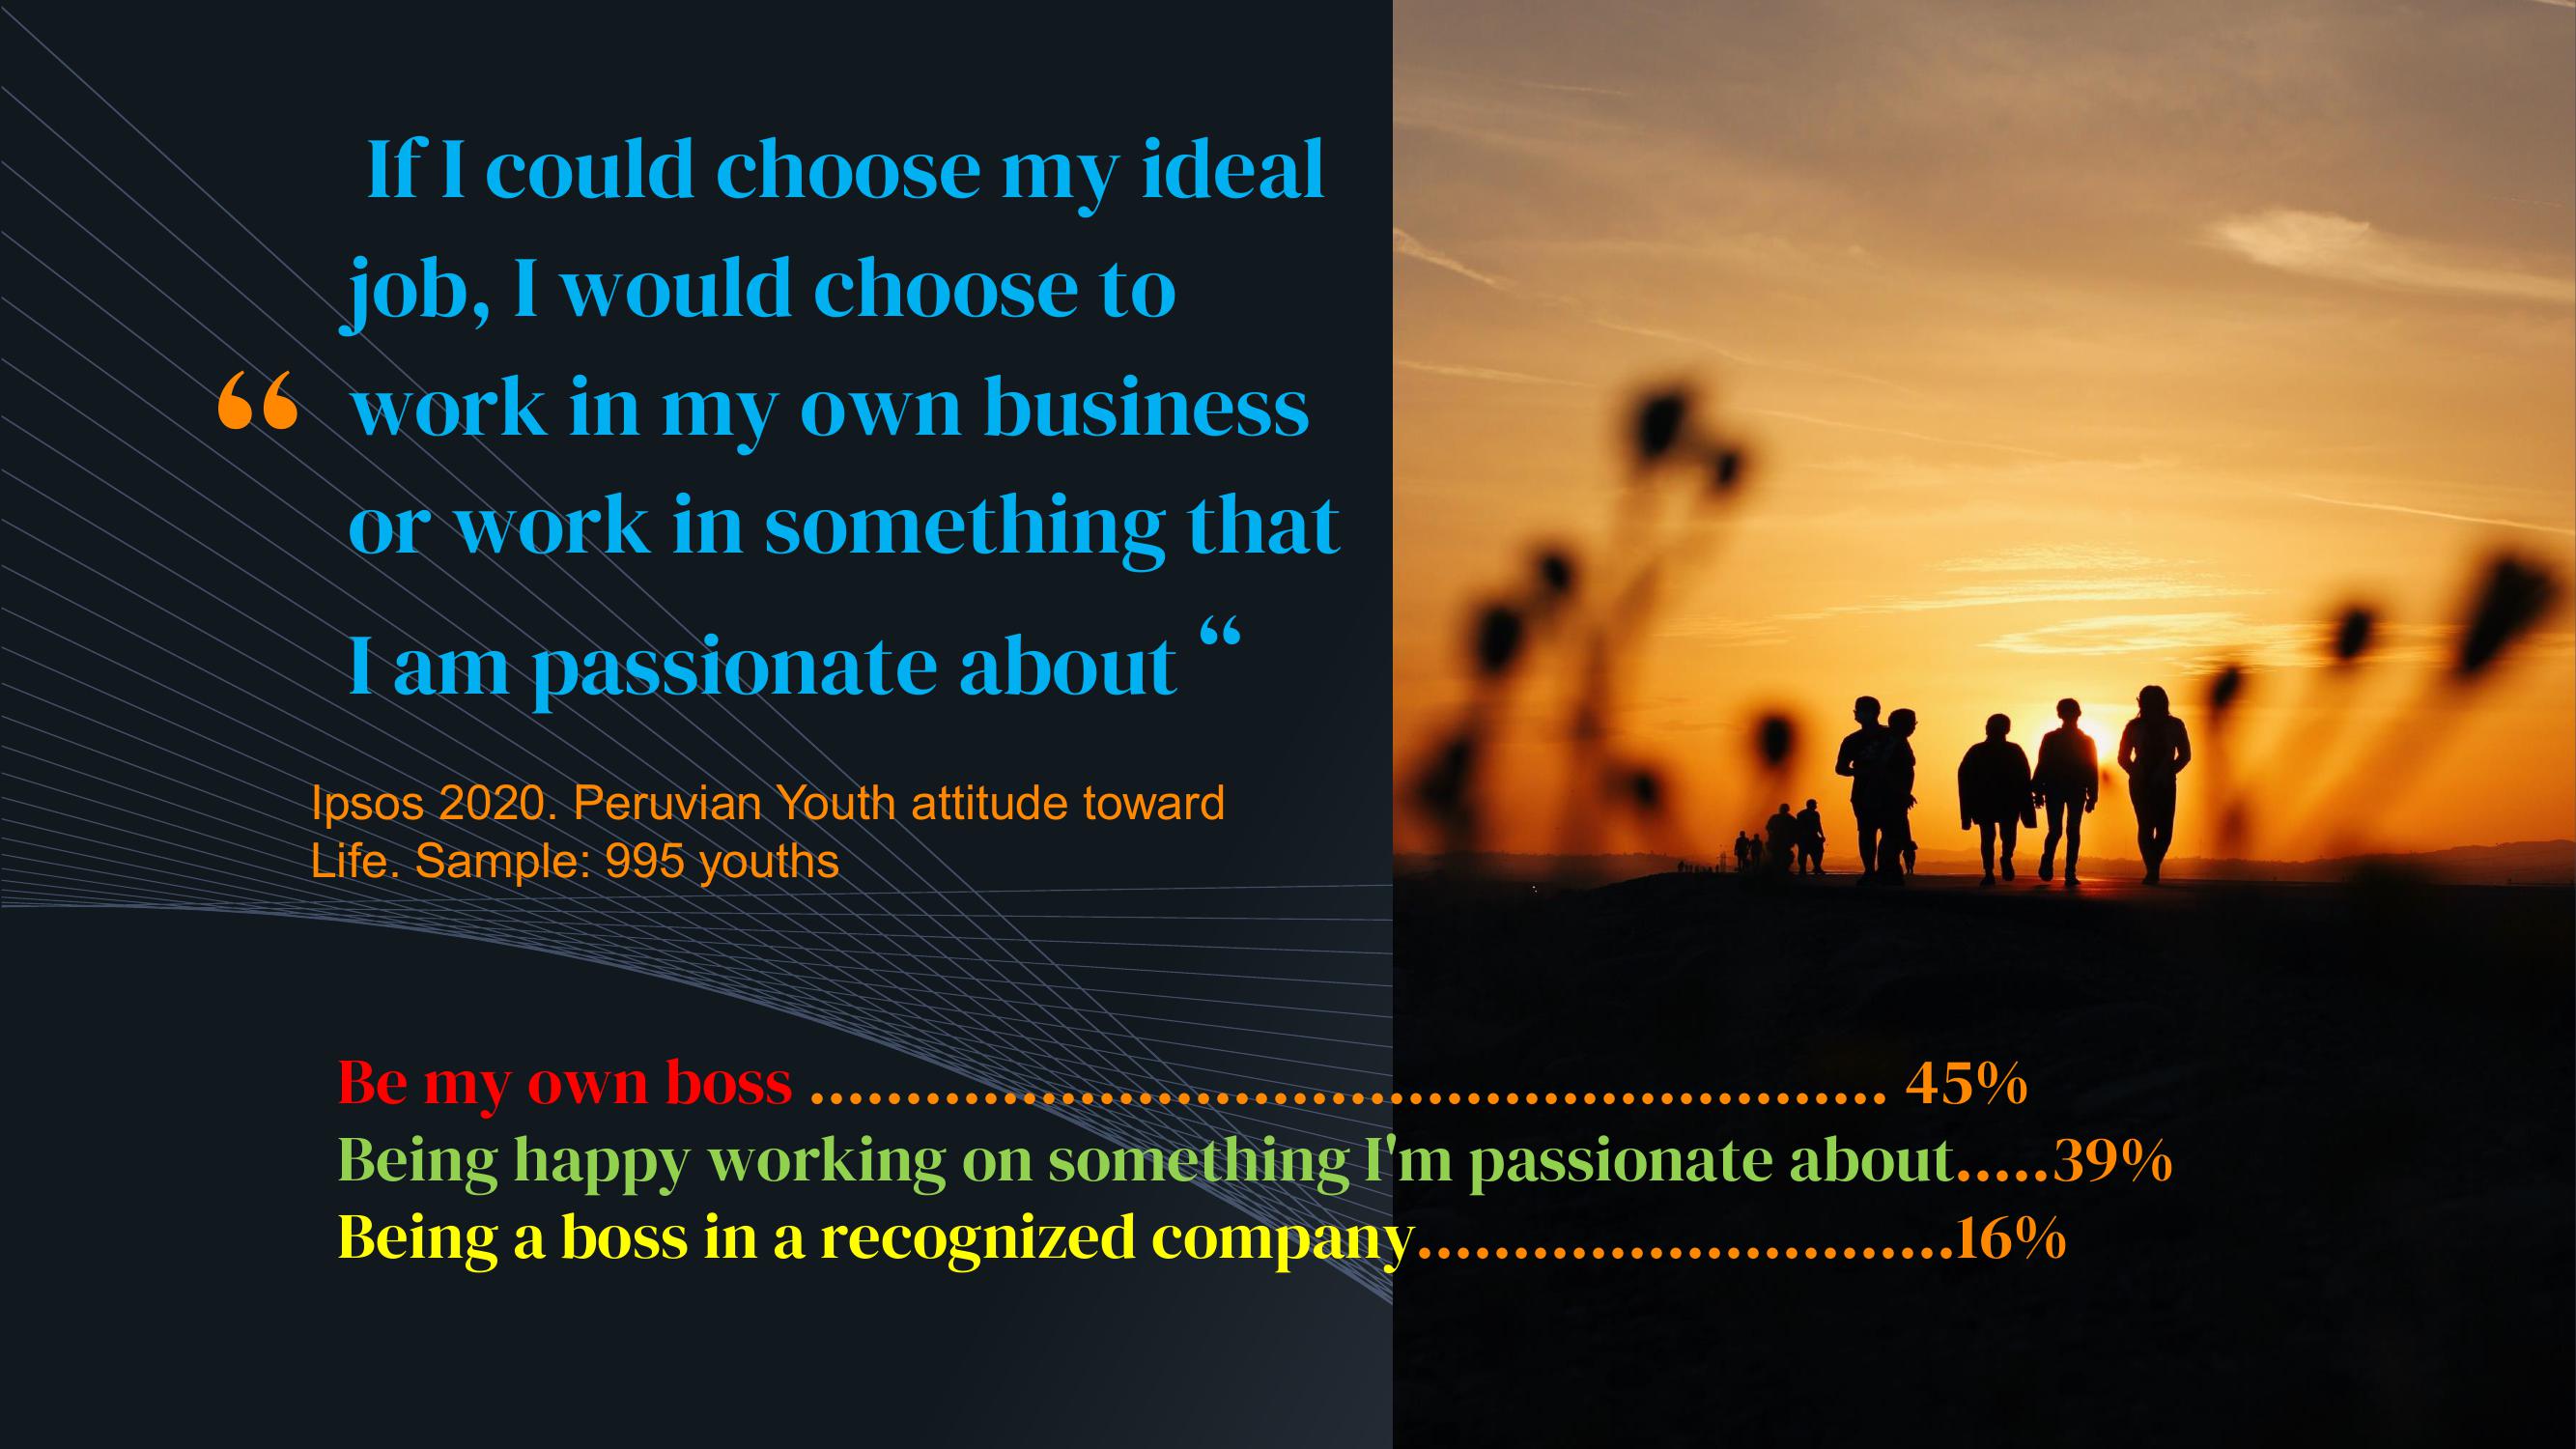 If I could choose my ideal
job, I would choose to
“ work in my own business
or work in something that
I am passionate about “
Ipsos 2020. Peruvian Youth attitude toward
Life. Sample: 995 youths
Be my own boss ........................................................ 45%
Being happy working on something I'm passionate about.....39%
Being a boss in a recognized company............................16%